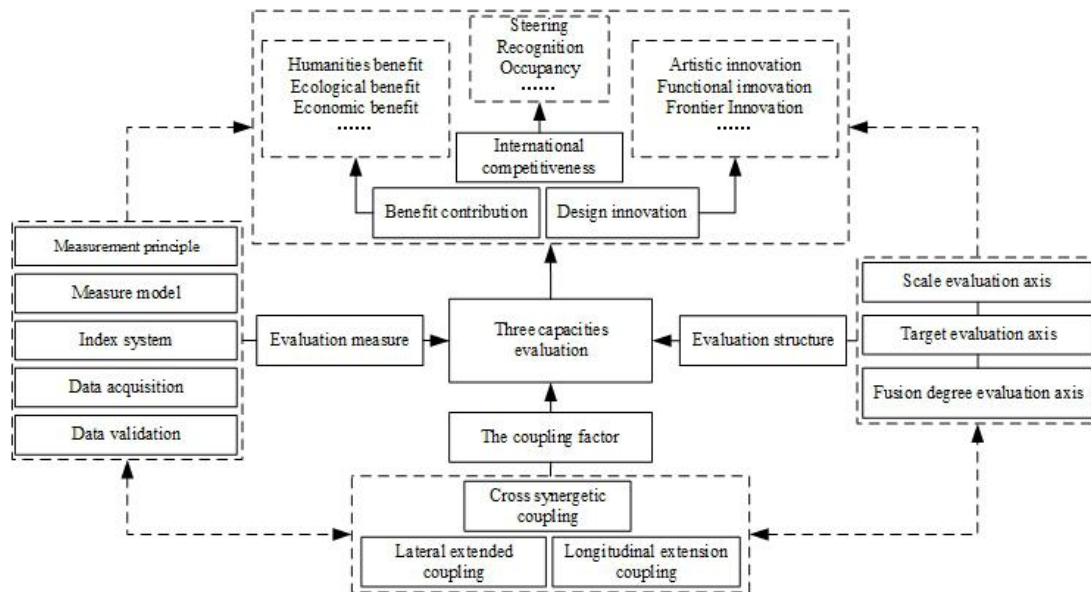 Steering
Recognition
Occupancy
......
Humanities benefit
Ecological benefit
Economic benefit
......
Artistic innovation
Functional innovation
Frontier Innovation
......
International
competitiveness
Benefit contribution
Design innovation
Measurement principle
Measure model
Index system
Data acquisition
Data validation
Evaluation measure
Three capacities
evaluation
Evaluation structure
Scale evaluation axis
Target evaluation axis
Fusion degree evaluation axis
The coupling factor
Cross synergetic
coupling
Lateral extended
coupling
Longitudinal extension
coupling